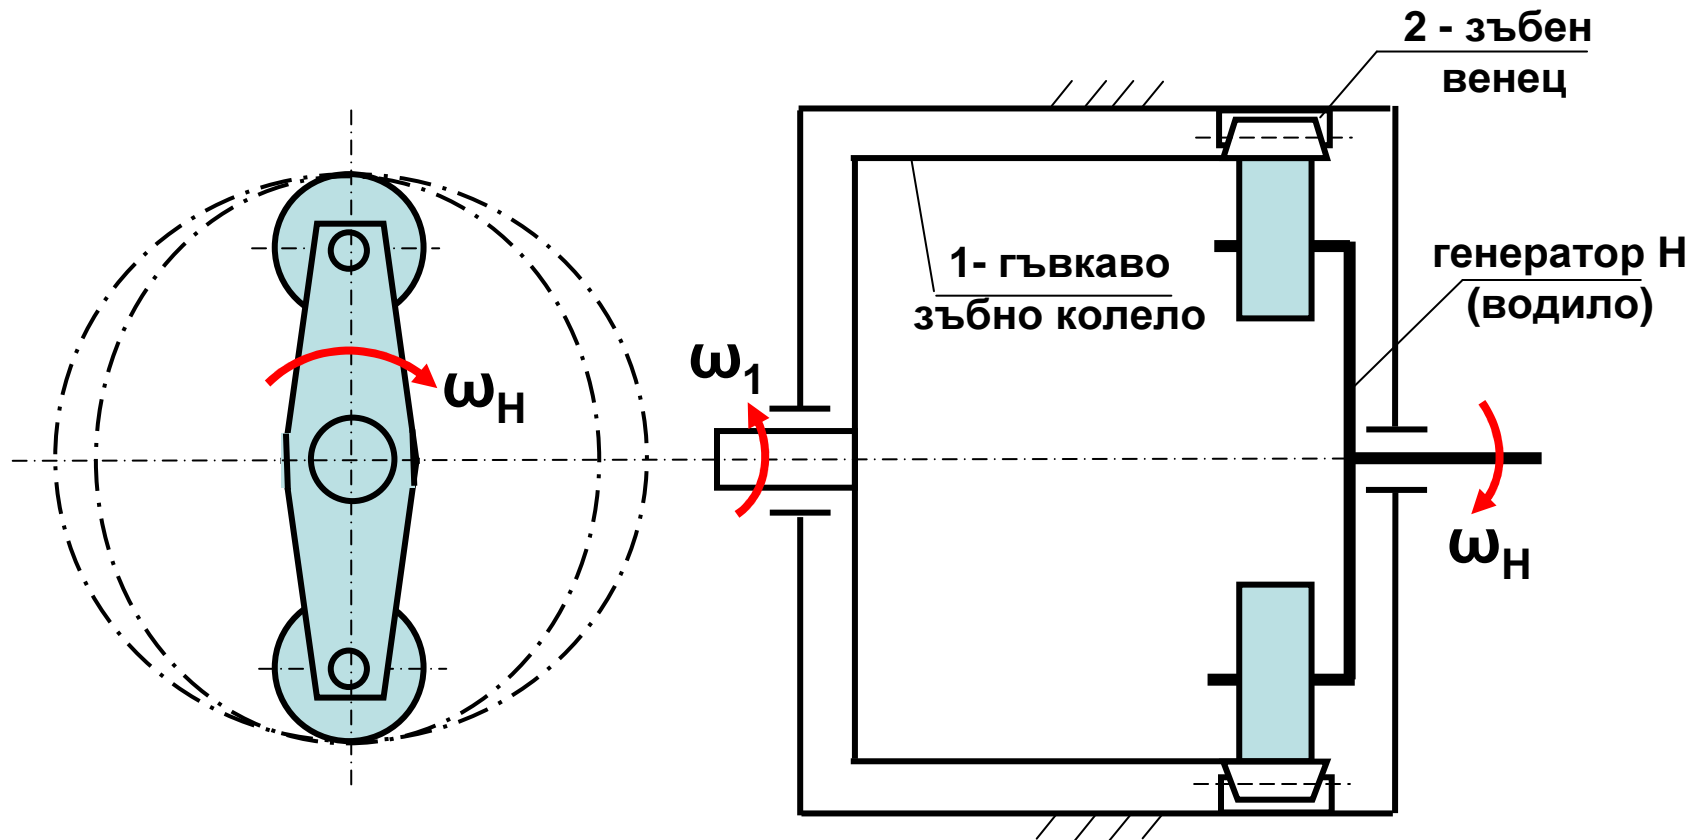 2 - зъбен
венец
1- гъвкаво
зъбно колело
генератор H
(водило)
ω1
ωH
ωH